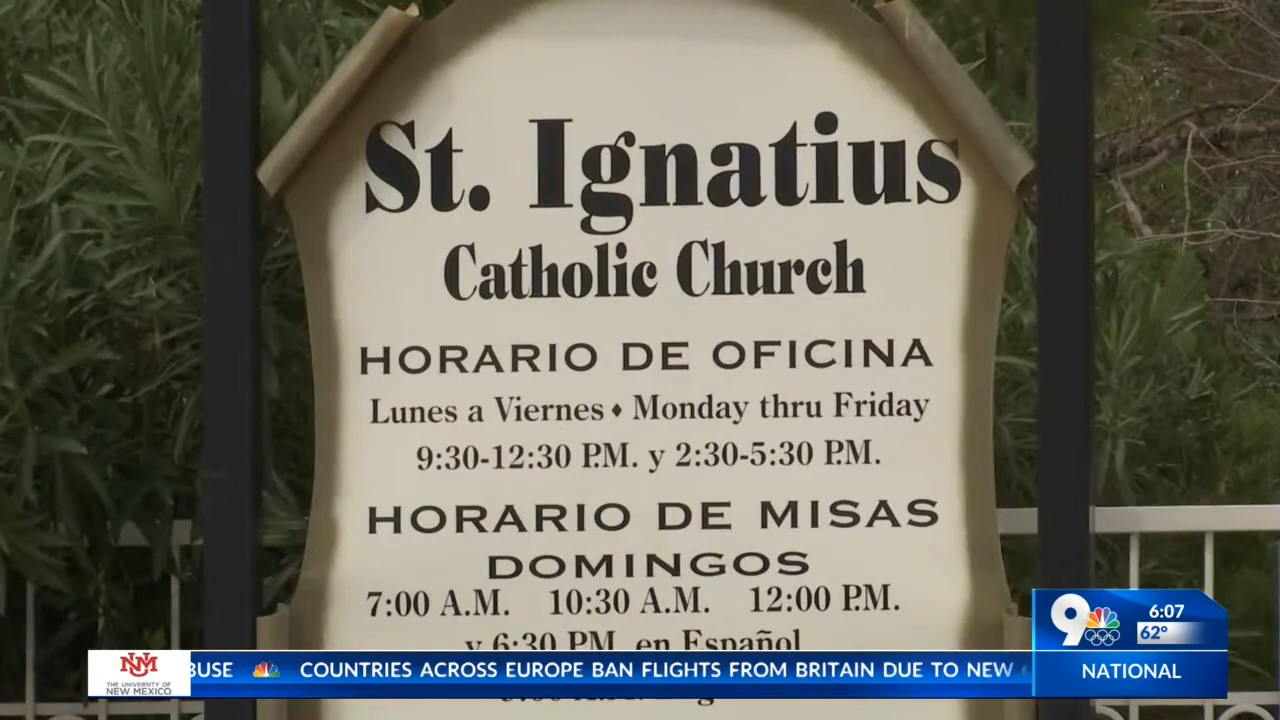 St. Ignatius
Catholic Church
HORARIO DE OFICINA
Lunes a Viernes ♦ Monday thru Friday
9:30-12:30 P.M. y 2:30-5:30 P.M.
HORARIO DE MISAS
DOMINGOS
7:00 A.M. 10:30 A.M. 12:00 P.M.
y 6:30 PM en Español
9 6:07
62°
NATIONAL
NM
THE UNIVERSITY OF
NEW MEXICO
BUSE COUNTRIES ACROSS EUROPE BAN FLIGHTS FROM BRITAIN DUE TO NEW